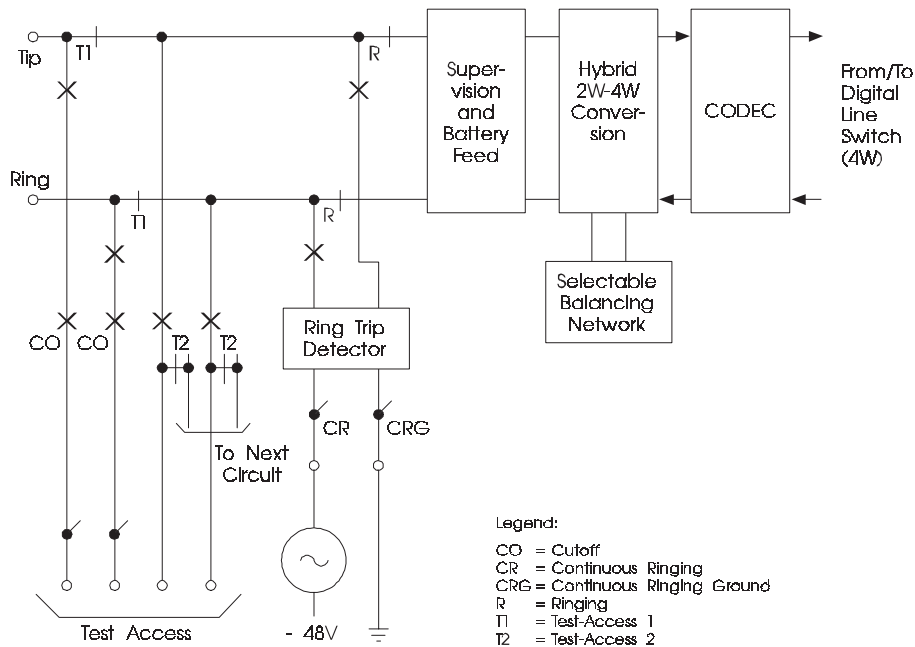 Tip
T1
R
Super-
vision
and
Battery
Feed
Hybrid
2W-4W
Conver-
sion
CODEC
From/To
Digital
Line
Switch
(4W)
Ring
T1
R
Selectable
Balancing
Network
CO
CO
T2
T2
Ring Trip
Detector
CR
CRG
To Next
Circuit
Test Access
- 48V
Legend:
CO = Cutoff
CR = Continuous Ringing
CRG = Continuous Ringing Ground
R = Ringing
T1 = Test-Access 1
T2 = Test-Access 2